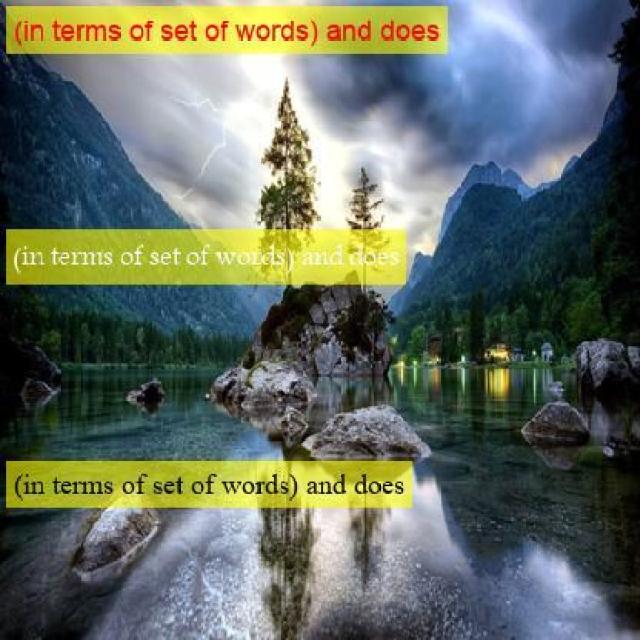 (in terms of set of words) and does
(in terms of set of words) and does
(in terms of set of words) and does